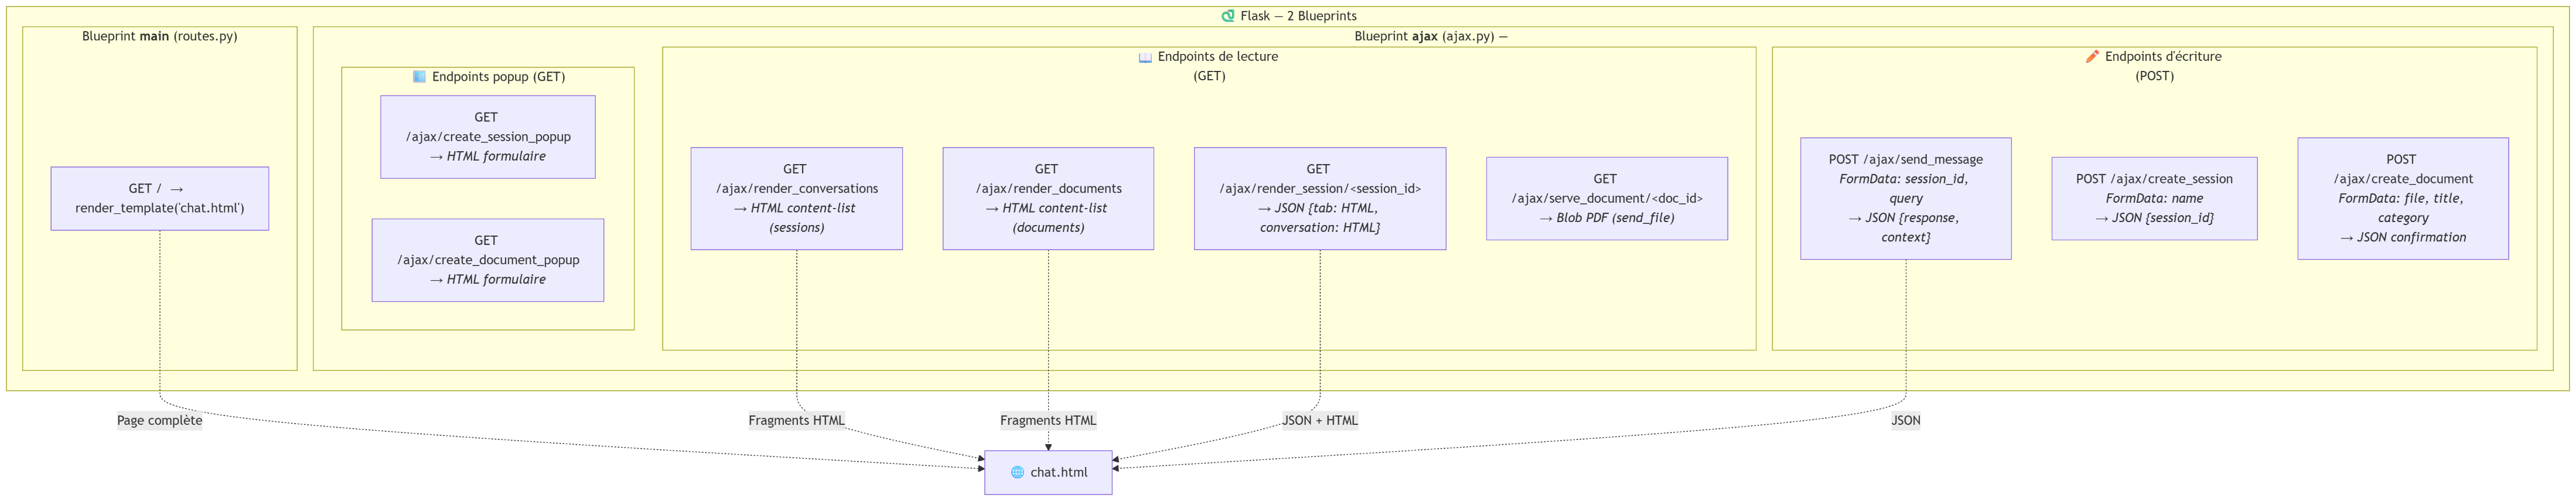 Flask — 2 Blueprints
Blueprint main (routes.py)
GET / →
render_template('chat.html')
Blueprint ajax (ajax.py) —
Endpoints popup (GET)
GET
/ajax/create_session_popup
→ HTML formulaire
GET
/ajax/create_document_popup
→ HTML formulaire
Endpoints de lecture
(GET)
GET
/ajax/render_conversations
→ HTML content-list
(sessions)
GET
/ajax/render_documents
→ HTML content-list
(documents)
GET
/ajax/render_session/<session_id>
→ JSON {tab: HTML,
conversation: HTML}
GET
/ajax/serve_document/<doc_id>
→ Blob PDF (send_file)
Endpoints d'écriture
(POST)
POST /ajax/send_message
FormData: session_id,
query
→ JSON {response,
context}
POST /ajax/create_session
FormData: name
→ JSON {session_id}
POST
/ajax/create_document
FormData: file, title,
category
→ JSON confirmation
Page complète
Fragments HTML
Fragments HTML
JSON + HTML
JSON
chat.html